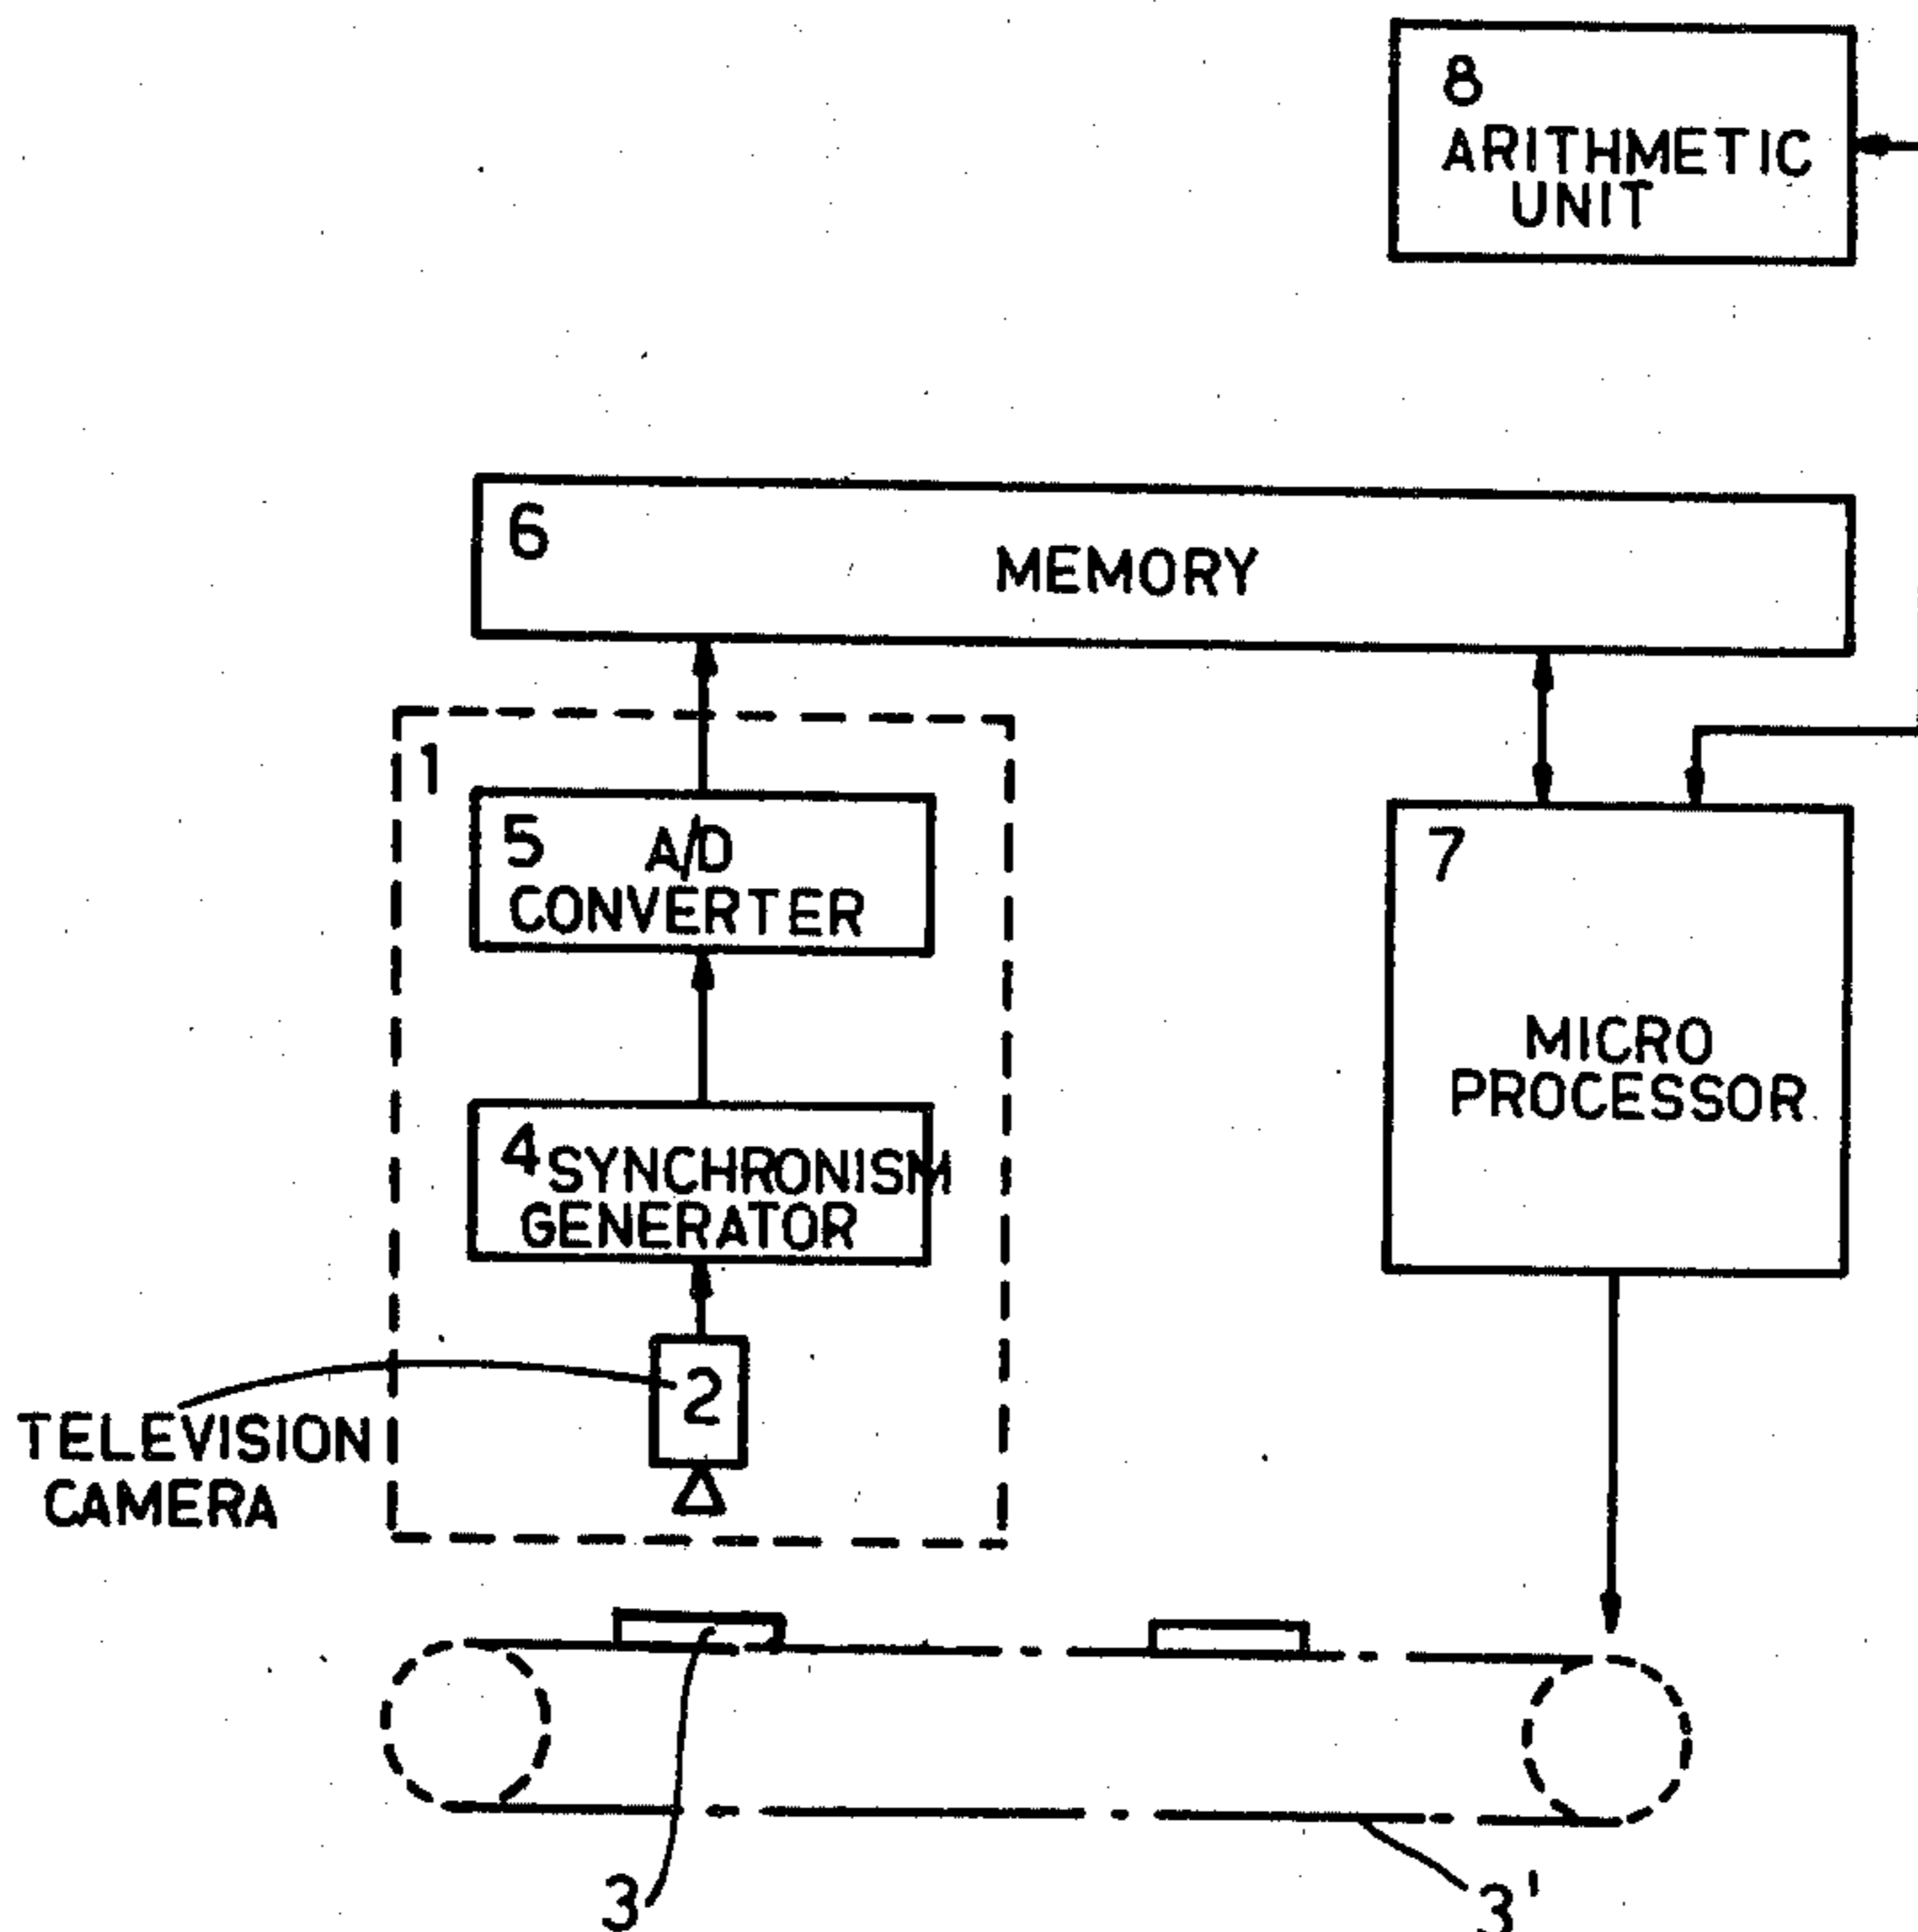 8
ARITHMETIC
UNIT
6
MEMORY
1
5 A/D
CONVERTER
7
MICRO
PROCESSOR
4 SYNCHRONISM
GENERATOR
2
TELEVISION
CAMERA
3
3'